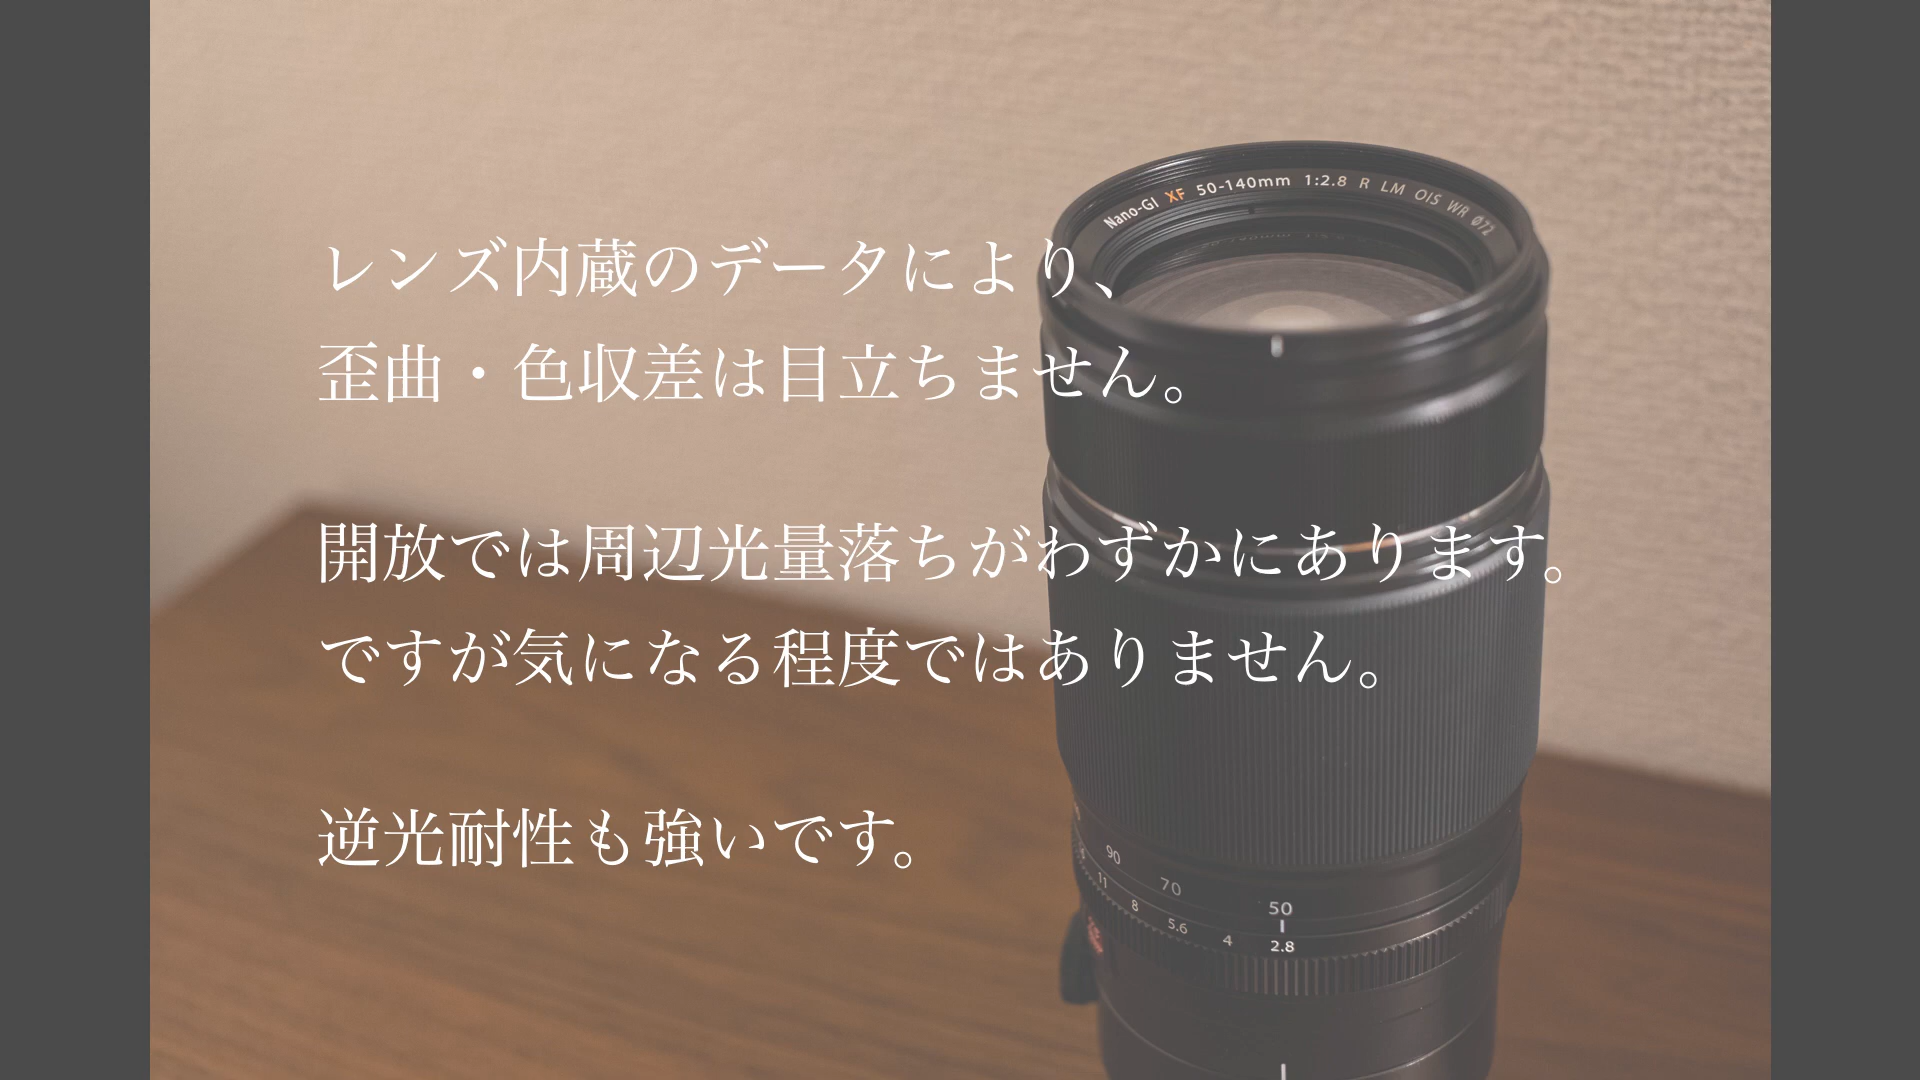 Nano-GI XF 50-140mm 1:2.8 R LM OIS WR Ø72
レンズ内蔵のデータにより、
歪曲・色収差は目立ちません。
開放では周辺光量落ちがわずかにあります。
ですが気になる程度ではありません。
逆光耐性も強いです。
90 70 50
11 8 5.6 4 2.8